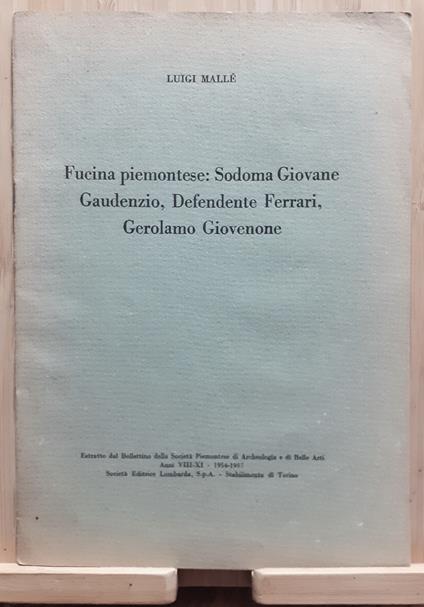 LUIGI MALLÉ
Fucina piemontese: Sodoma Giovane
Gaudenzio, Defendente Ferrari,
Gerolamo Giovenone
Estratto dal Bollettino della Società Piemontese di Archeologia e di Belle Arti
Anni VIII-XI - 1954-1957
Società Editrice Lombarda, S.p.A. - Stabilimento di Torino